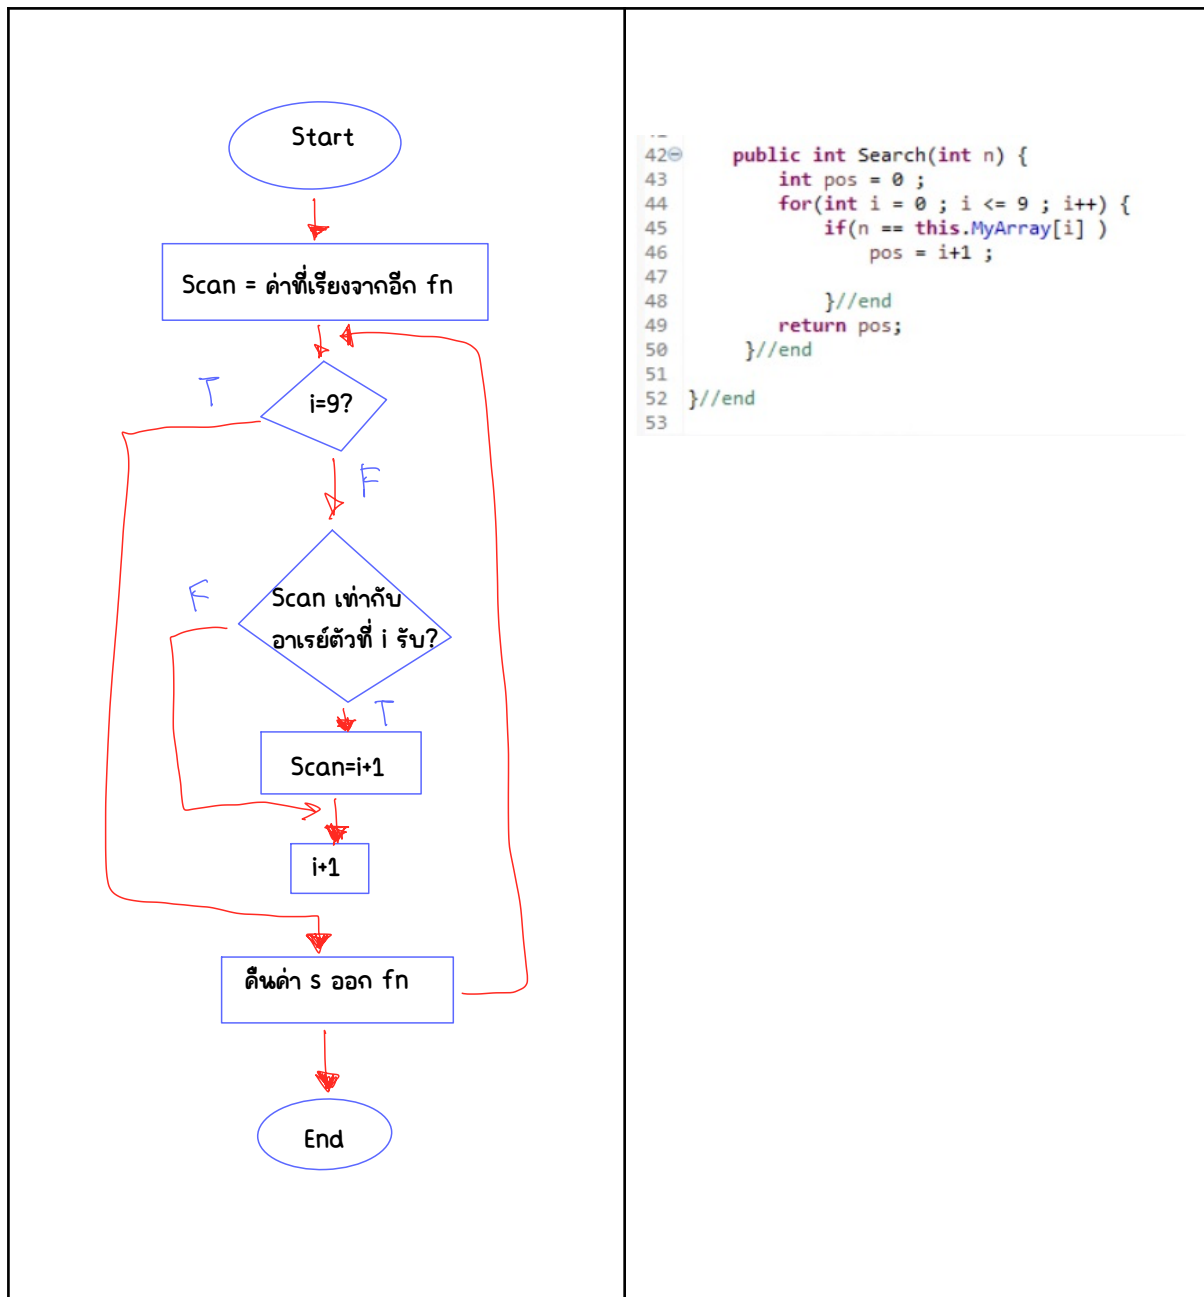 Start
Scan = ค่าที่เรียงจากอีก fn
T
i=9?
F
F
Scan เท่ากับ
อาเรย์ตัวที่ i รับ?
T
Scan=i+1
i+1
คืนค่า s ออก fn
End
42 public int Search(int n) {
43 int pos = 0 ;
44 for(int i = 0 ; i <= 9 ; i++) {
45 if(n == this.MyArray[i] )
46 pos = i+1 ;
47
48 }//end
49 return pos;
50 }//end
51
52 }//end
53